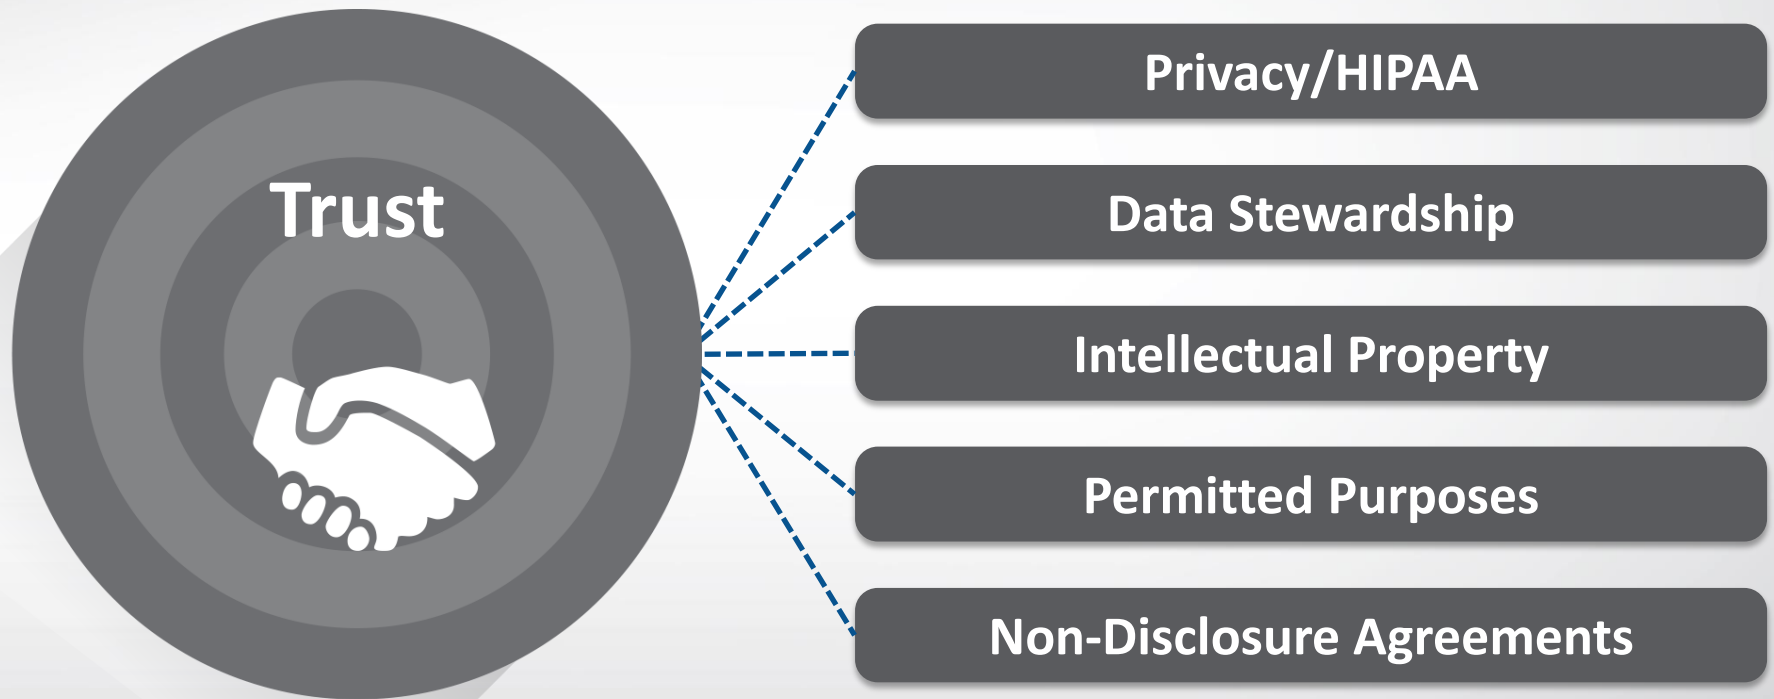 Trust
Privacy/HIPAA
Data Stewardship
Intellectual Property
Permitted Purposes
Non-Disclosure Agreements